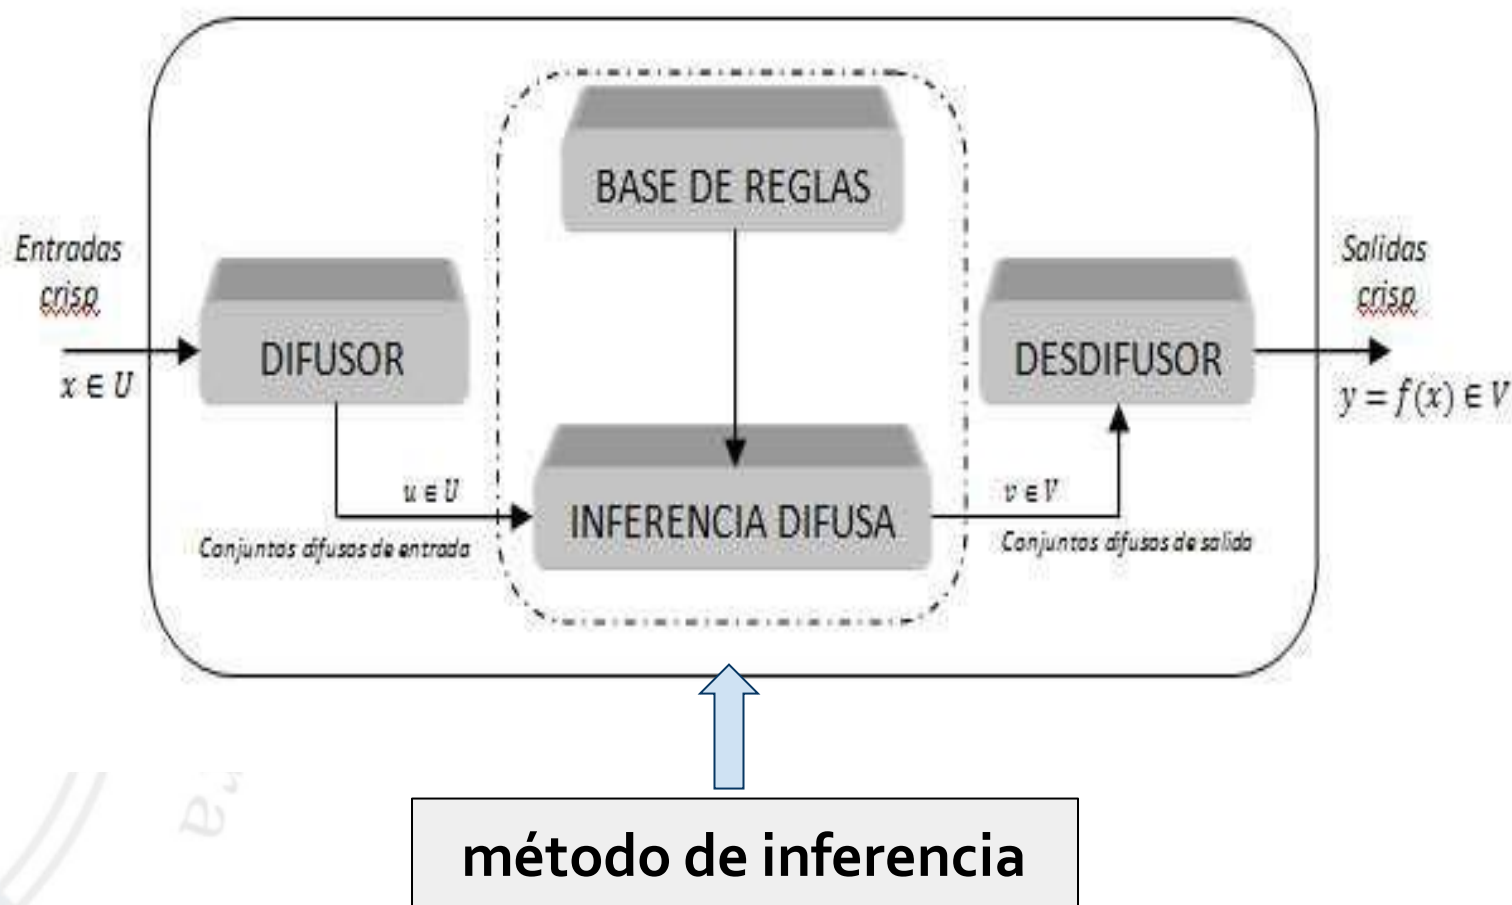 BASE DE REGLAS
Entradas
crisp
DIFUSOR
x ∈ U
u ∈ U
Conjuntos difusos de entrada
INFERENCIA DIFUSA
v ∈ V
Conjuntos difusos de salida
DESDIFUSOR
Salidas
crisp
y = f(x) ∈ V
método de inferencia